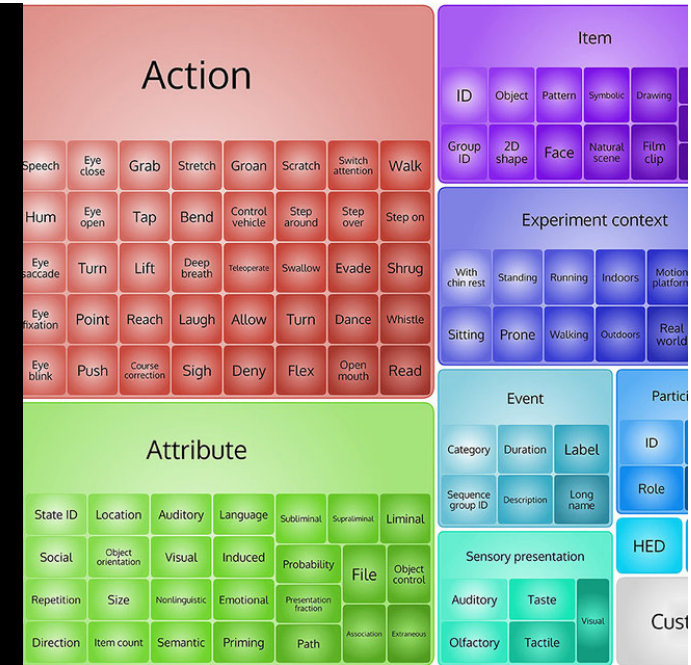 Action
Speech
Eye
close
Grab
Stretch
Groan
Scratch
Switch
attention
Walk
Hum
Eye
open
Tap
Bend
Control
vehicle
Step
around
Step
over
Step on
Eye
saccade
Turn
Lift
Deep
breath
Teleoperate
Swallow
Evade
Shrug
Eye
fixation
Point
Reach
Laugh
Allow
Turn
Dance
Whistle
Eye
blink
Push
Course
correction
Sigh
Deny
Flex
Open
mouth
Read
Attribute
State ID
Location
Auditory
Language
Subliminal
Supraliminal
Liminal
Social
Object
orientation
Visual
Induced
Probability
File
Object
control
Repetition
Size
Nonlinguistic
Emotional
Presentation
fraction
Direction
Item count
Semantic
Priming
Path
Association
Extraneous
Item
ID
Object
Pattern
Symbolic
Drawing
Group
ID
2D
shape
Face
Natural
scene
Film
clip
Experiment context
With
chin rest
Standing
Running
Indoors
Motion
platform
Sitting
Prone
Walking
Outdoors
Real
world
Event
Category
Duration
Label
Sequence
group ID
Description
Long
name
Partici
ID
Role
HED
Sensory presentation
Auditory
Taste
Visual
Olfactory
Tactile
Cust